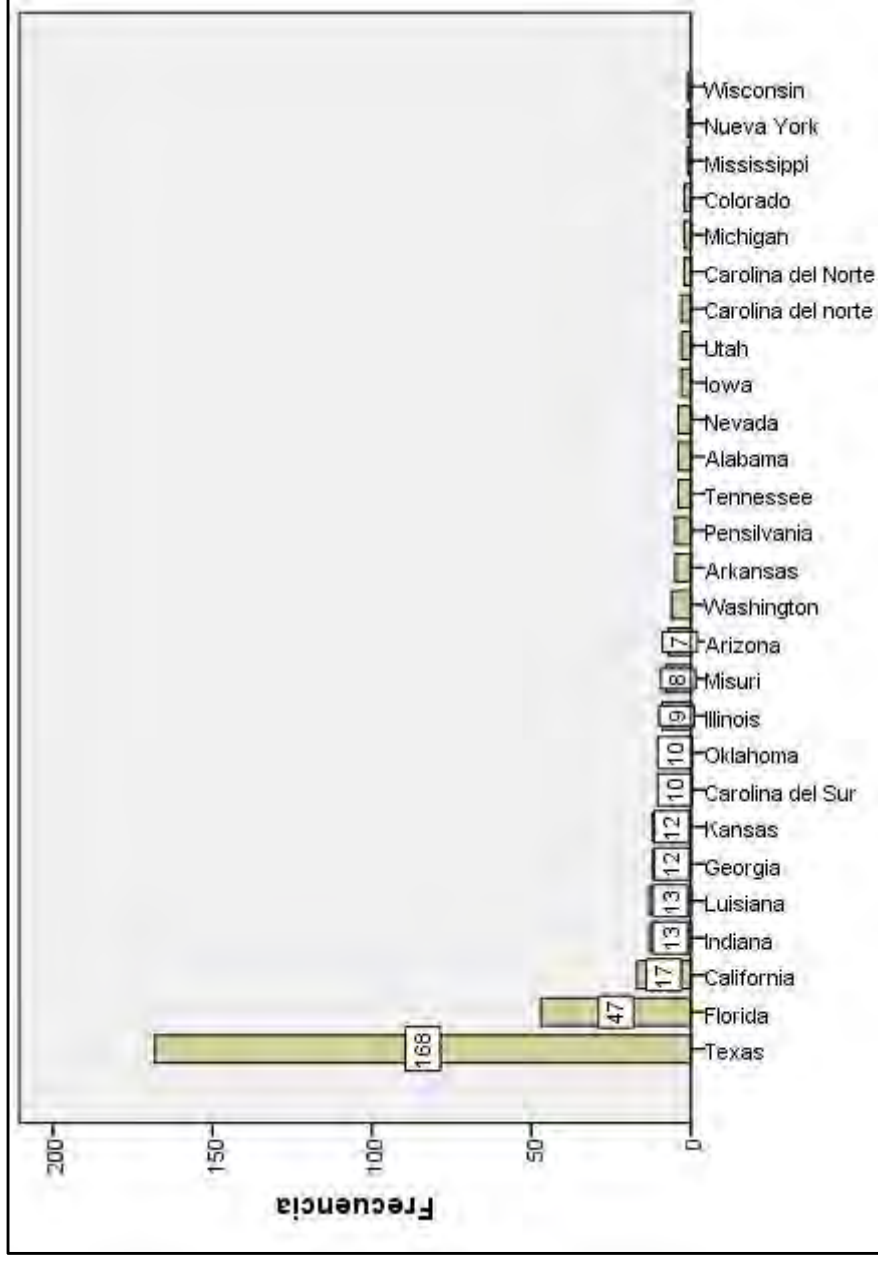 Frecuencia
200
150
100
50
0
Wisconsin
Nueva York
Mississippi
Colorado
Michigan
Carolina del Norte
Carolina del norte
Utah
Iowa
Nevada
Alabama
Tennessee
Pensilvania
Arkansas
Washington
7 Arizona
8 Misuri
9 Illinois
10 Oklahoma
10 Carolina del Sur
12 Kansas
12 Georgia
13 Luisiana
13 Indiana
17 California
47 Florida
168 Texas